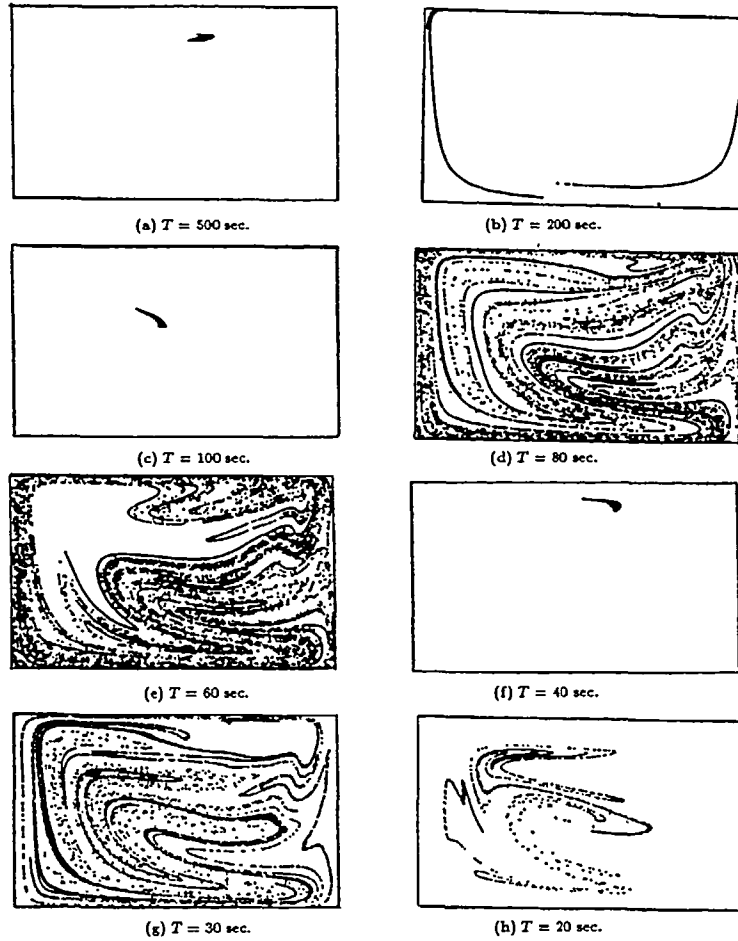 (a) T = 500 sec.
(b) T = 200 sec.
(c) T = 100 sec.
(d) T = 80 sec.
(e) T = 60 sec.
(f) T = 40 sec.
(g) T = 30 sec.
(h) T = 20 sec.